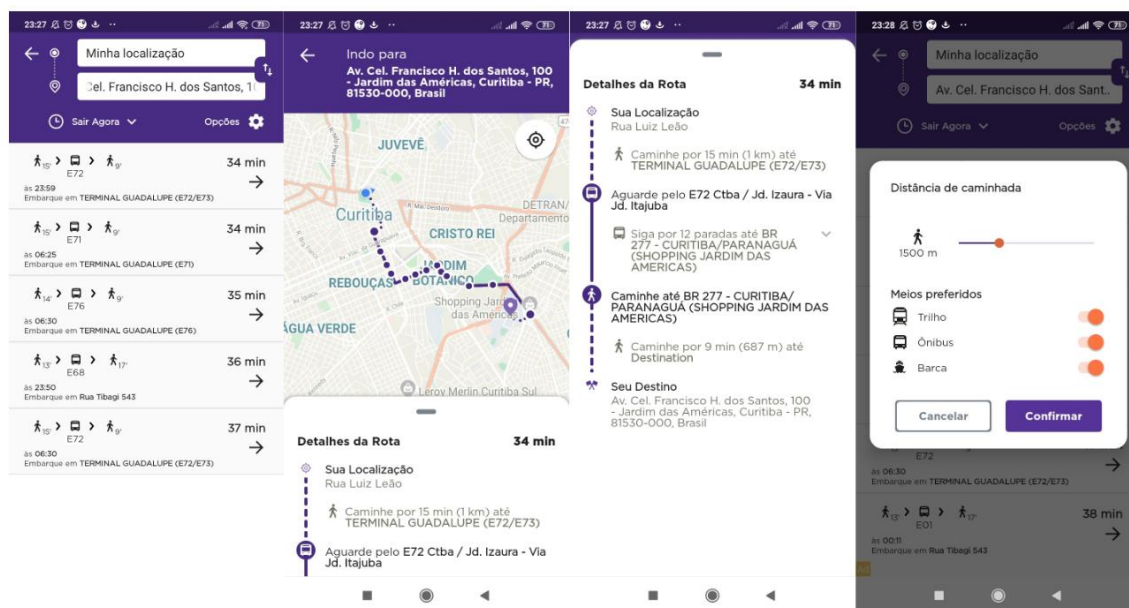 23:27
71
Minha localização
Cel. Francisco H. dos Santos, 1
Sair Agora
Opções
15' 9' 34 min
E72
às 23:59
Embarque em TERMINAL GUADALUPE (E72/E73)
15' 9' 34 min
E71
às 06:25
Embarque em TERMINAL GUADALUPE (E71)
14' 9' 35 min
E76
às 06:30
Embarque em TERMINAL GUADALUPE (E76)
13' 17' 36 min
E68
às 23:50
Embarque em Rua Tibagi 543
15' 9' 37 min
E72
às 06:30
Embarque em TERMINAL GUADALUPE (E72/E73)
23:27
71
Indo para
Av. Cel. Francisco H. dos Santos, 100
- Jardim das Américas, Curitiba - PR,
81530-000, Brasil
JUVEVÊ
DETRAN/
Departamento
Curitiba
CRISTO REI
JARDIM
BOTÂNICO
REBOUÇAS
Shopping Jardim
das Américas
ÁGUA VERDE
Leroy Merlin Curitiba Sul
Detalhes da Rota 34 min
Sua Localização
Rua Luiz Leão
Caminhe por 15 min (1 km) até
TERMINAL GUADALUPE (E72/E73)
Aguarde pelo E72 Ctba / Jd. Izaura - Via
Jd. Itajuba
23:27
71
Detalhes da Rota 34 min
Sua Localização
Rua Luiz Leão
Caminhe por 15 min (1 km) até
TERMINAL GUADALUPE (E72/E73)
Aguarde pelo E72 Ctba / Jd. Izaura - Via
Jd. Itajuba
Siga por 12 paradas até BR
277 - CURITIBA/PARANAGUÁ
(SHOPPING JARDIM DAS
AMERICAS)
Caminhe até BR 277 - CURITIBA/
PARANAGUÁ (SHOPPING JARDIM DAS
AMERICAS)
Caminhe por 9 min (687 m) até
Destination
Seu Destino
Av. Cel. Francisco H. dos Santos, 100
- Jardim das Américas, Curitiba - PR,
81530-000, Brasil
23:28
71
Minha localização
Av. Cel. Francisco H. dos Sant..
Sair Agora
Opções
Distância de caminhada
1500 m
Meios preferidos
Trilho
Ônibus
Barca
Cancelar
Confirmar
E72
às 06:30
Embarque em TERMINAL GUADALUPE (E72/E73)
13' 17' 38 min
E01
às 00:11
Embarque em Rua Tibagi 543